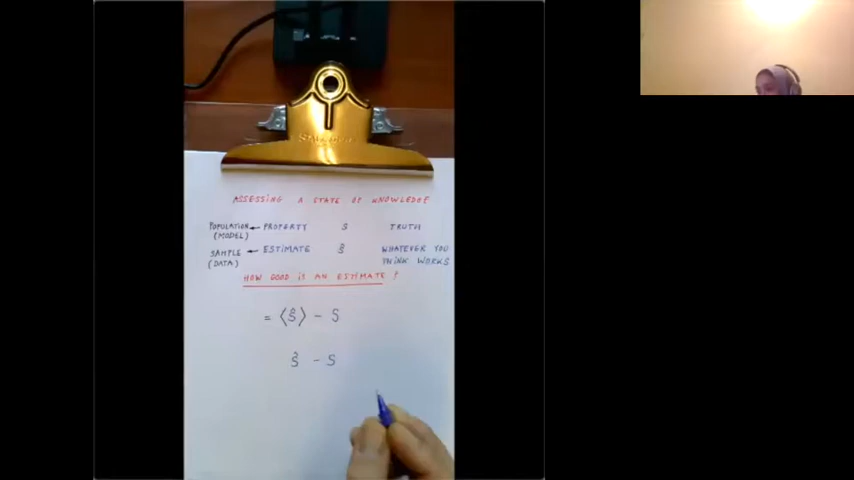 ASSESSING A STATE OF KNOWLEDGE
POPULATION ← PROPERTY S TRUTH
(MODEL)
SAMPLE ← ESTIMATE Ŝ WHATEVER YOU
(DATA) THINK WORKS
HOW GOOD IS AN ESTIMATE ?
= ⟨Ŝ⟩ - S
Ŝ - S